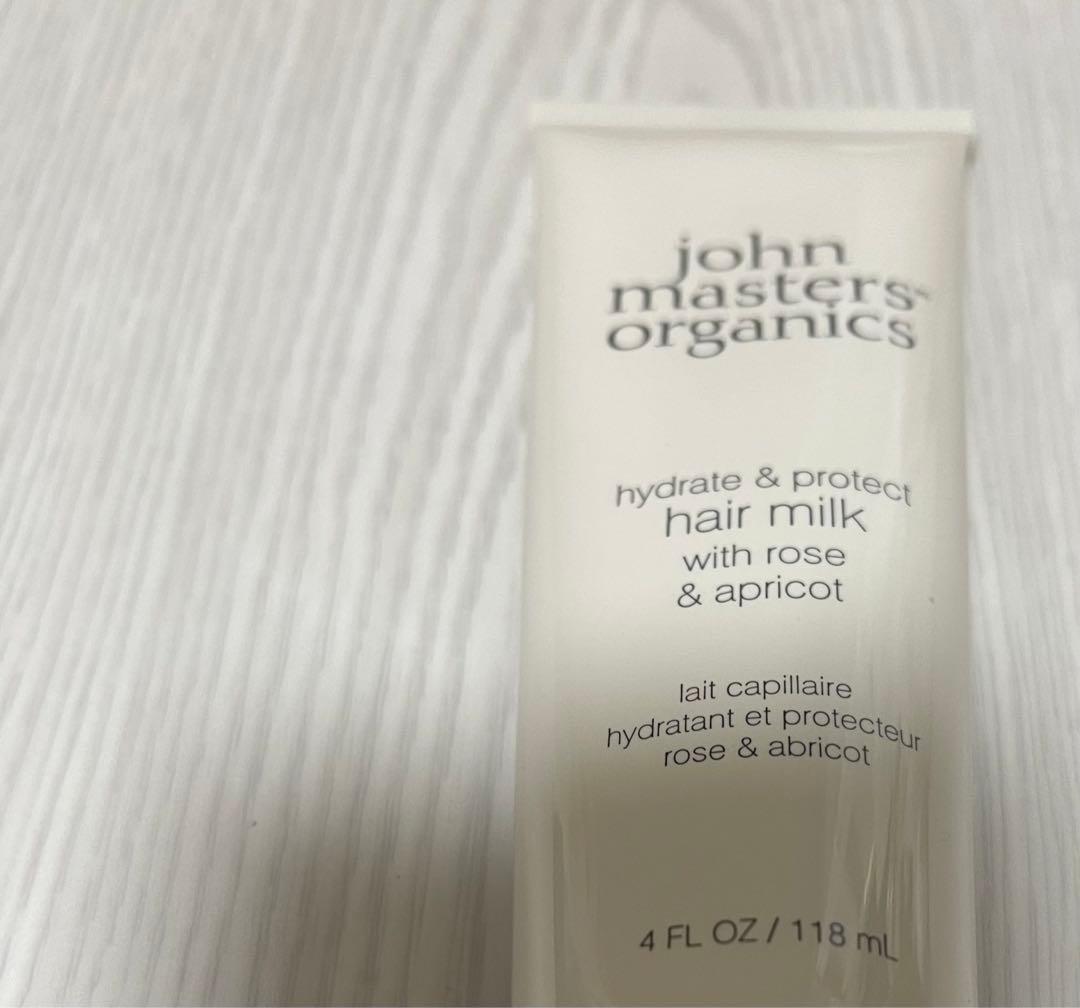 john
masters
organics
hydrate & protect
hair milk
with rose
& apricot
lait capillaire
hydratant et protecteur
rose & abricot
4 FL OZ / 118 mL